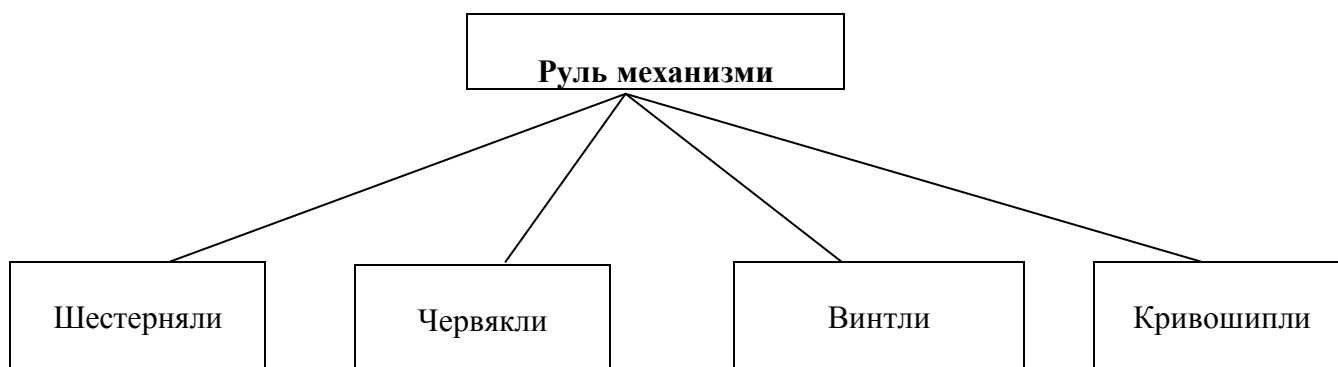 Руль механизми
Шестерняли
Червякли
Винтли
Кривошипли